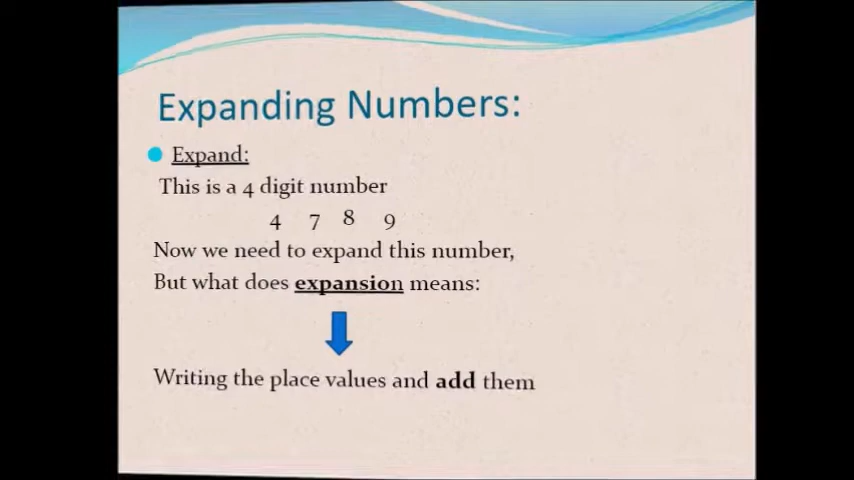 Expanding Numbers:
Expand:
This is a 4 digit number
4 7 8 9
Now we need to expand this number,
But what does expansion means:
Writing the place values and add them